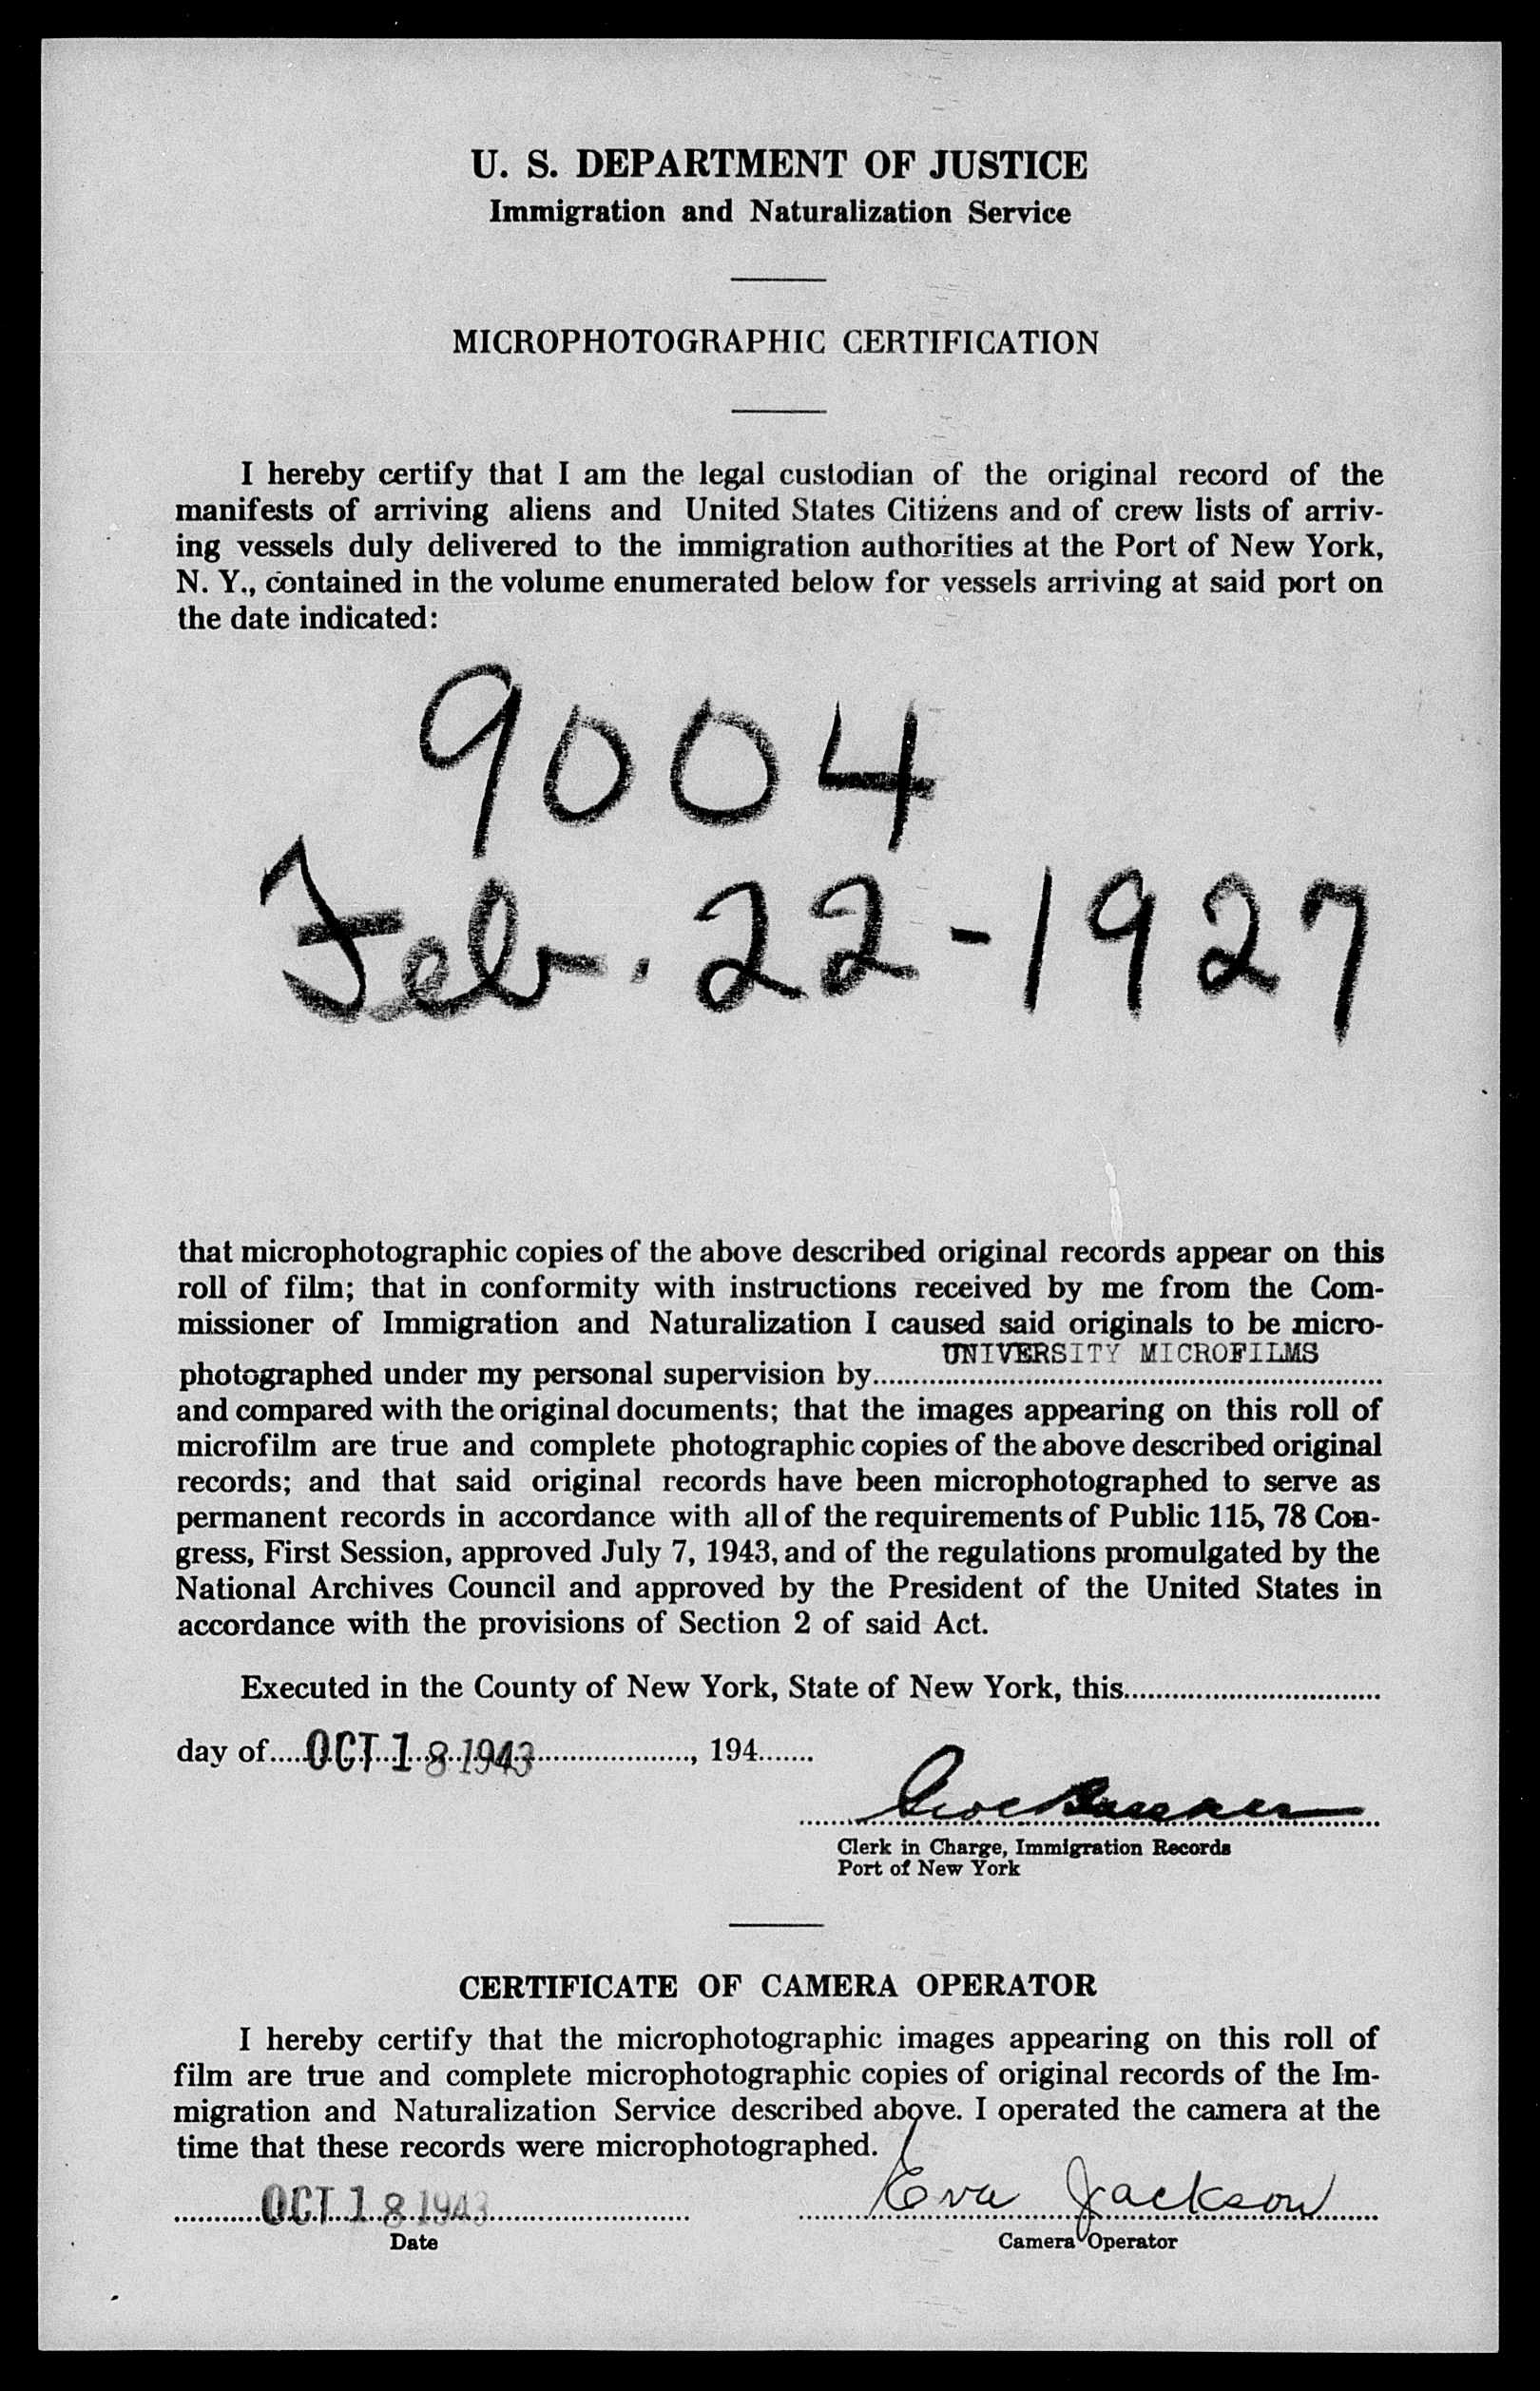 U. S. DEPARTMENT OF JUSTICE
Immigration and Naturalization Service
MICROPHOTOGRAPHIC CERTIFICATION
I hereby certify that I am the legal custodian of the original record of the
manifests of arriving aliens and United States Citizens and of crew lists of arriv-
ing vessels duly delivered to the immigration authorities at the Port of New York,
N. Y., contained in the volume enumerated below for vessels arriving at said port on
the date indicated:
9004
Feb. 22-1927
that microphotographic copies of the above described original records appear on this
roll of film; that in conformity with instructions received by me from the Com-
missioner of Immigration and Naturalization I caused said originals to be micro-
photographed under my personal supervision by UNIVERSITY MICROFILMS
and compared with the original documents; that the images appearing on this roll of
microfilm are true and complete photographic copies of the above described original
records; and that said original records have been microphotographed to serve as
permanent records in accordance with all of the requirements of Public 115, 78 Con-
gress, First Session, approved July 7, 1943, and of the regulations promulgated by the
National Archives Council and approved by the President of the United States in
accordance with the provisions of Section 2 of said Act.
Executed in the County of New York, State of New York, this
day of OCT 18 1943, 194
Clerk in Charge, Immigration Records
Port of New York
CERTIFICATE OF CAMERA OPERATOR
I hereby certify that the microphotographic images appearing on this roll of
film are true and complete microphotographic copies of original records of the Im-
migration and Naturalization Service described above. I operated the camera at the
time that these records were microphotographed.
OCT 18 1943 Eva Jackson
Date Camera Operator